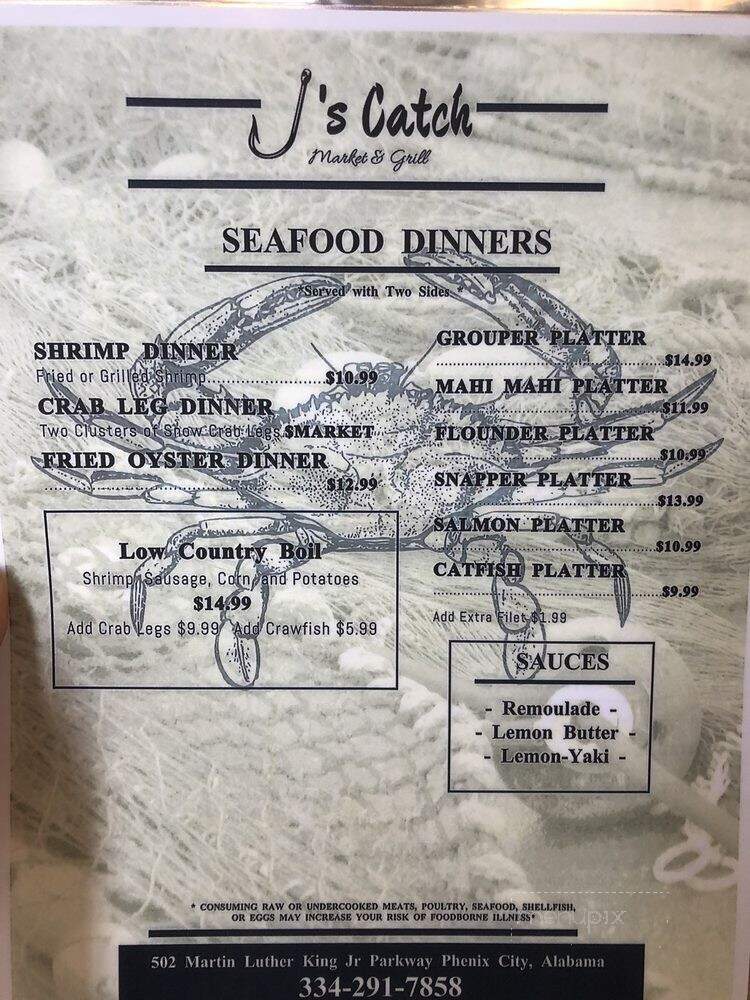 J's Catch
Market & Grill
SEAFOOD DINNERS
*Served with Two Sides *
SHRIMP DINNER
Fried or Grilled Shrimp....................$10.99
CRAB LEG DINNER
Two Clusters of Snow Crab Legs $MARKET
FRIED OYSTER DINNER
....................$12.99
Low Country Boil
Shrimp, Sausage, Corn, and Potatoes
$14.99
Add Crab Legs $9.99 Add Crawfish $5.99
GROUPER PLATTER
....................$14.99
MAHI MAHI PLATTER
....................$11.99
FLOUNDER PLATTER
....................$10.99
SNAPPER PLATTER
....................$13.99
SALMON PLATTER
....................$10.99
CATFISH PLATTER
....................$9.99
Add Extra Filet $1.99
SAUCES
- Remoulade -
- Lemon Butter -
- Lemon-Yaki -
* CONSUMING RAW OR UNDERCOOKED MEATS, POULTRY, SEAFOOD, SHELLFISH,
OR EGGS MAY INCREASE YOUR RISK OF FOODBORNE ILLNESS*
menupix
502 Martin Luther King Jr Parkway Phenix City, Alabama
334-291-7858